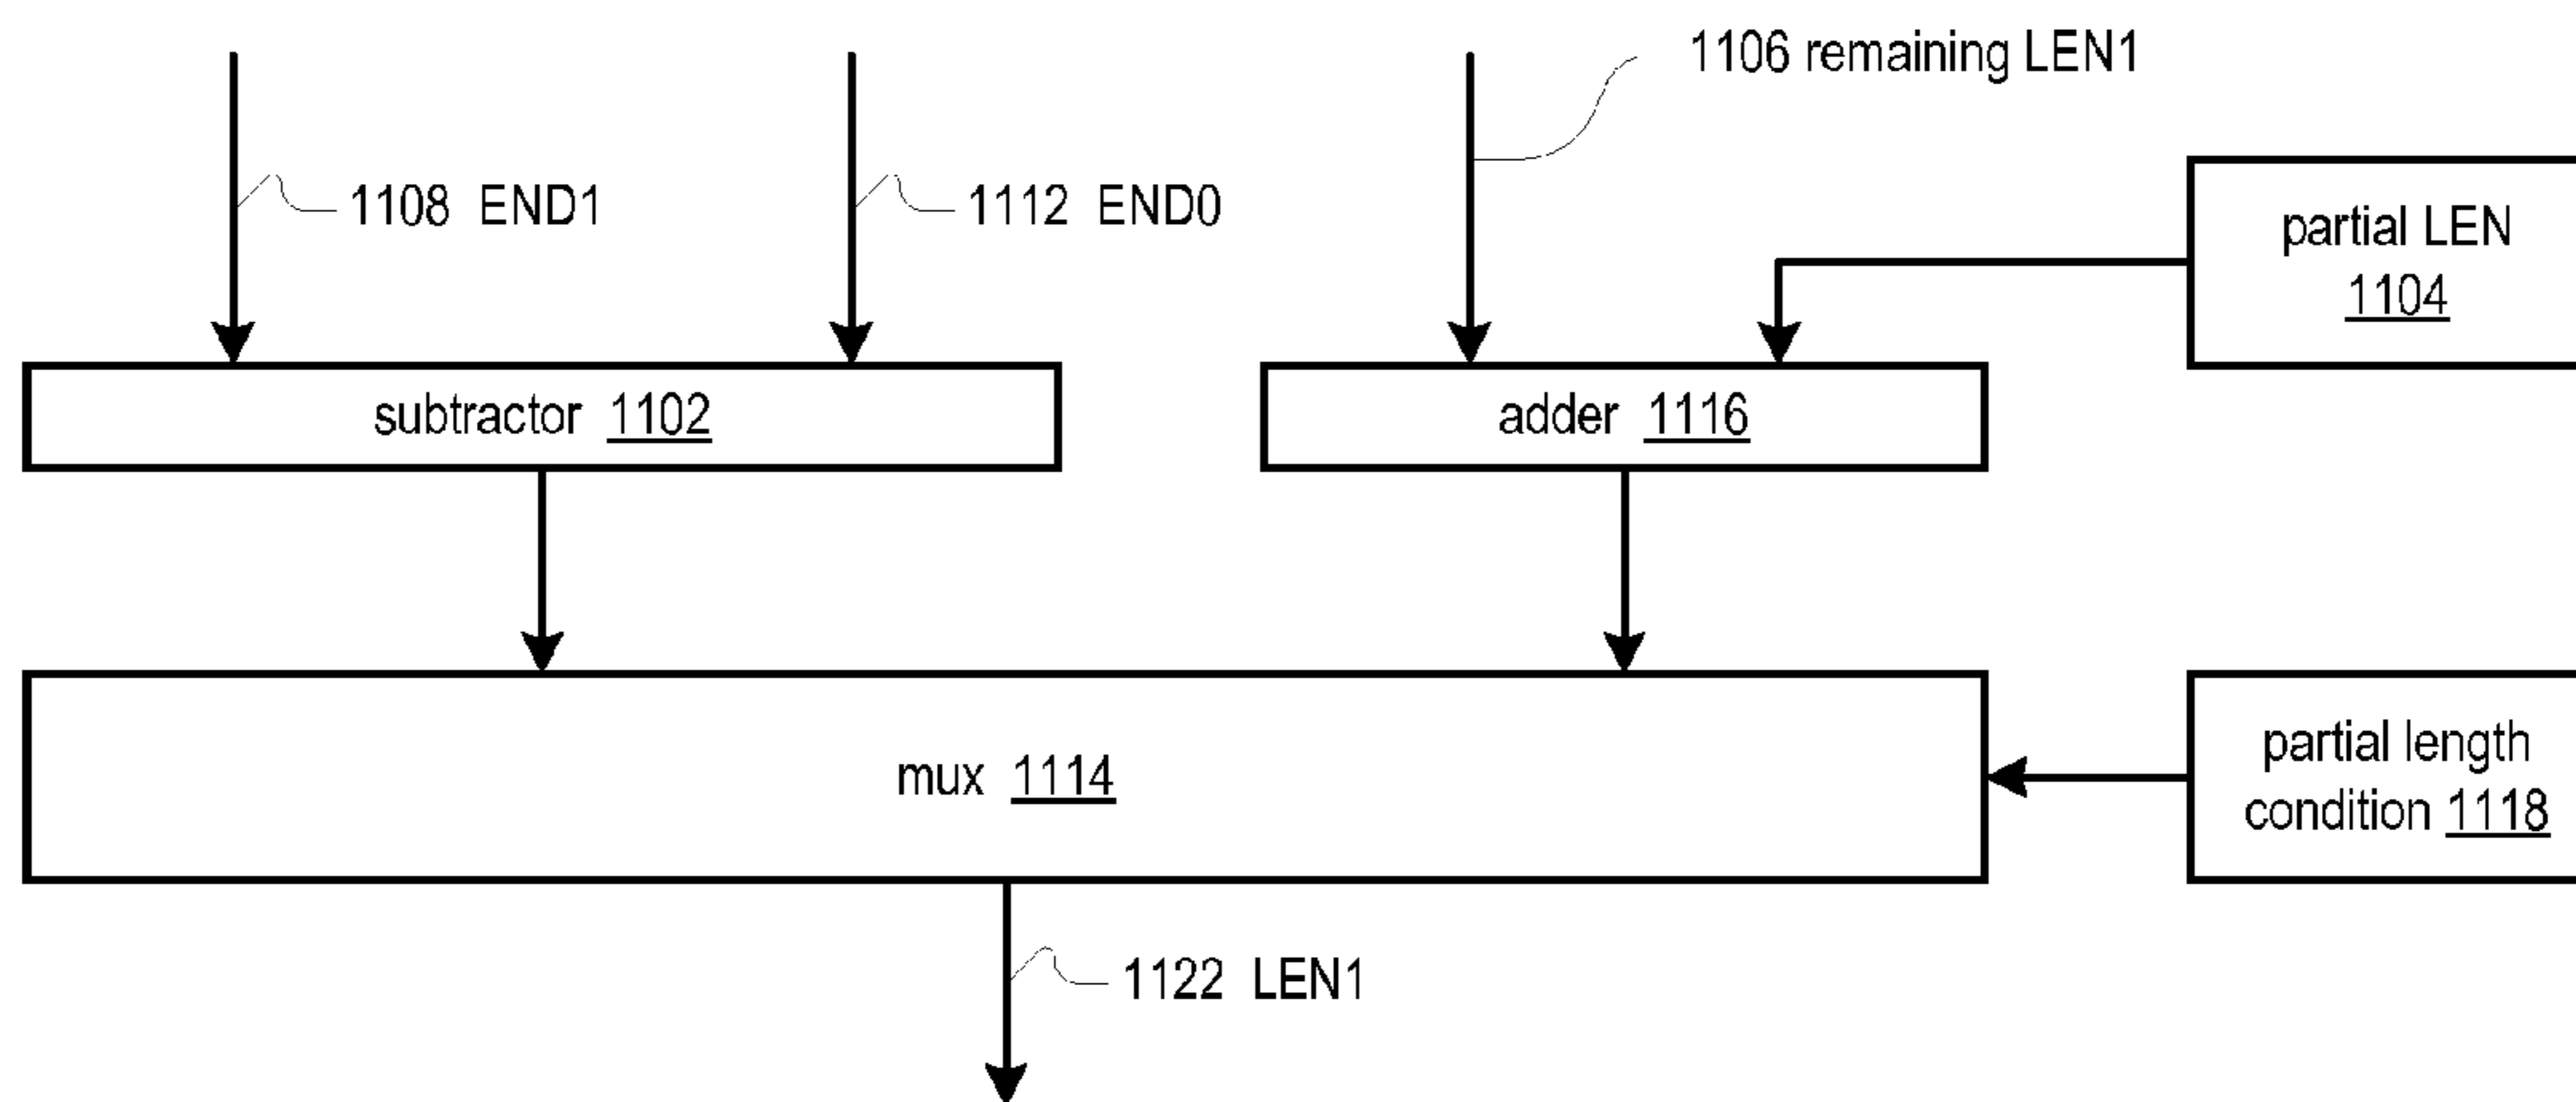 1106 remaining LEN1
1108 END1
1112 END0
partial LEN
1104
subtractor 1102
adder 1116
mux 1114
partial length
condition 1118
1122 LEN1